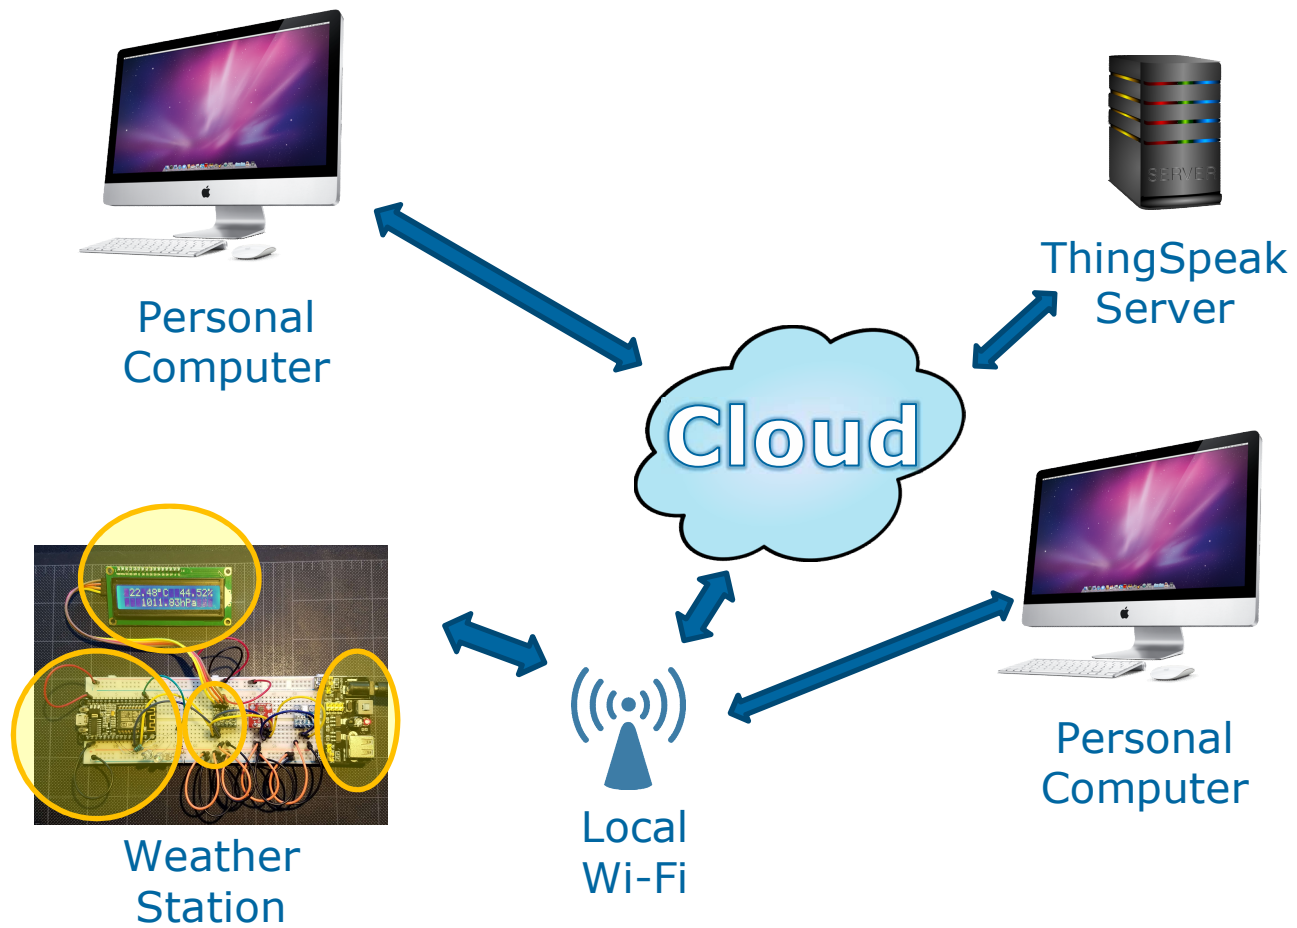 SERVER
ThingSpeak
Server
Personal
Computer
Cloud
22.48°C 44.52%
1011.83hPa
Personal
Computer
Local
Wi-Fi
Weather
Station